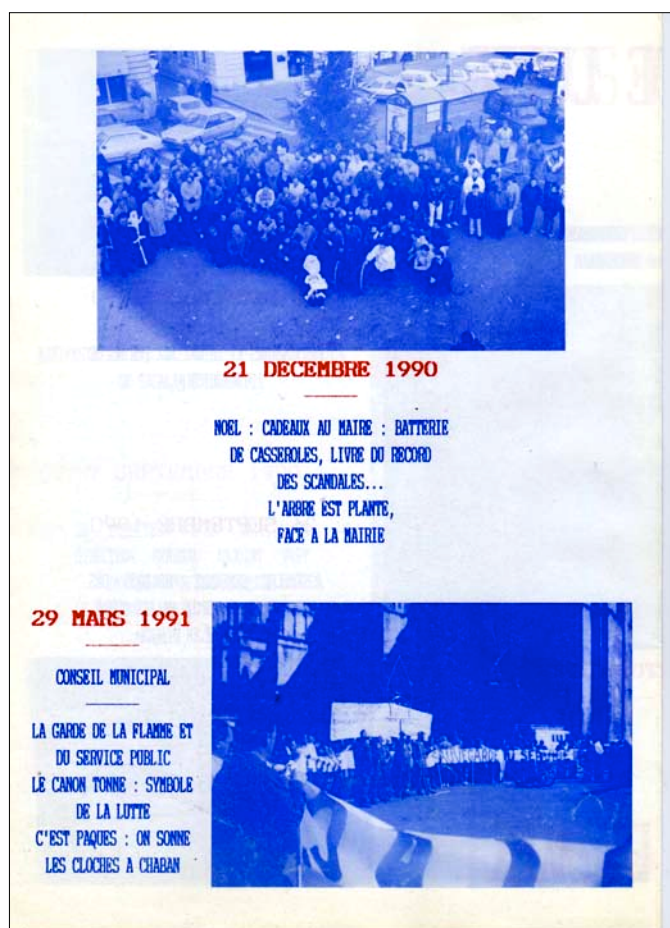 21 DECEMBRE 1990
NOEL : CADEAUX AU MAIRE : BATTERIE
DE CASSEROLES, LIVRE DU RECORD
DES SCANDALES...
L'ARBRE EST PLANTE,
FACE A LA MAIRIE
29 MARS 1991
CONSEIL MUNICIPAL
LA GARDE DE LA FLAMME ET
DU SERVICE PUBLIC
LE CANON TONNE : SYMBOLE
DE LA LUTTE
C'EST PAQUES : ON SONNE
LES CLOCHES A CHABAN